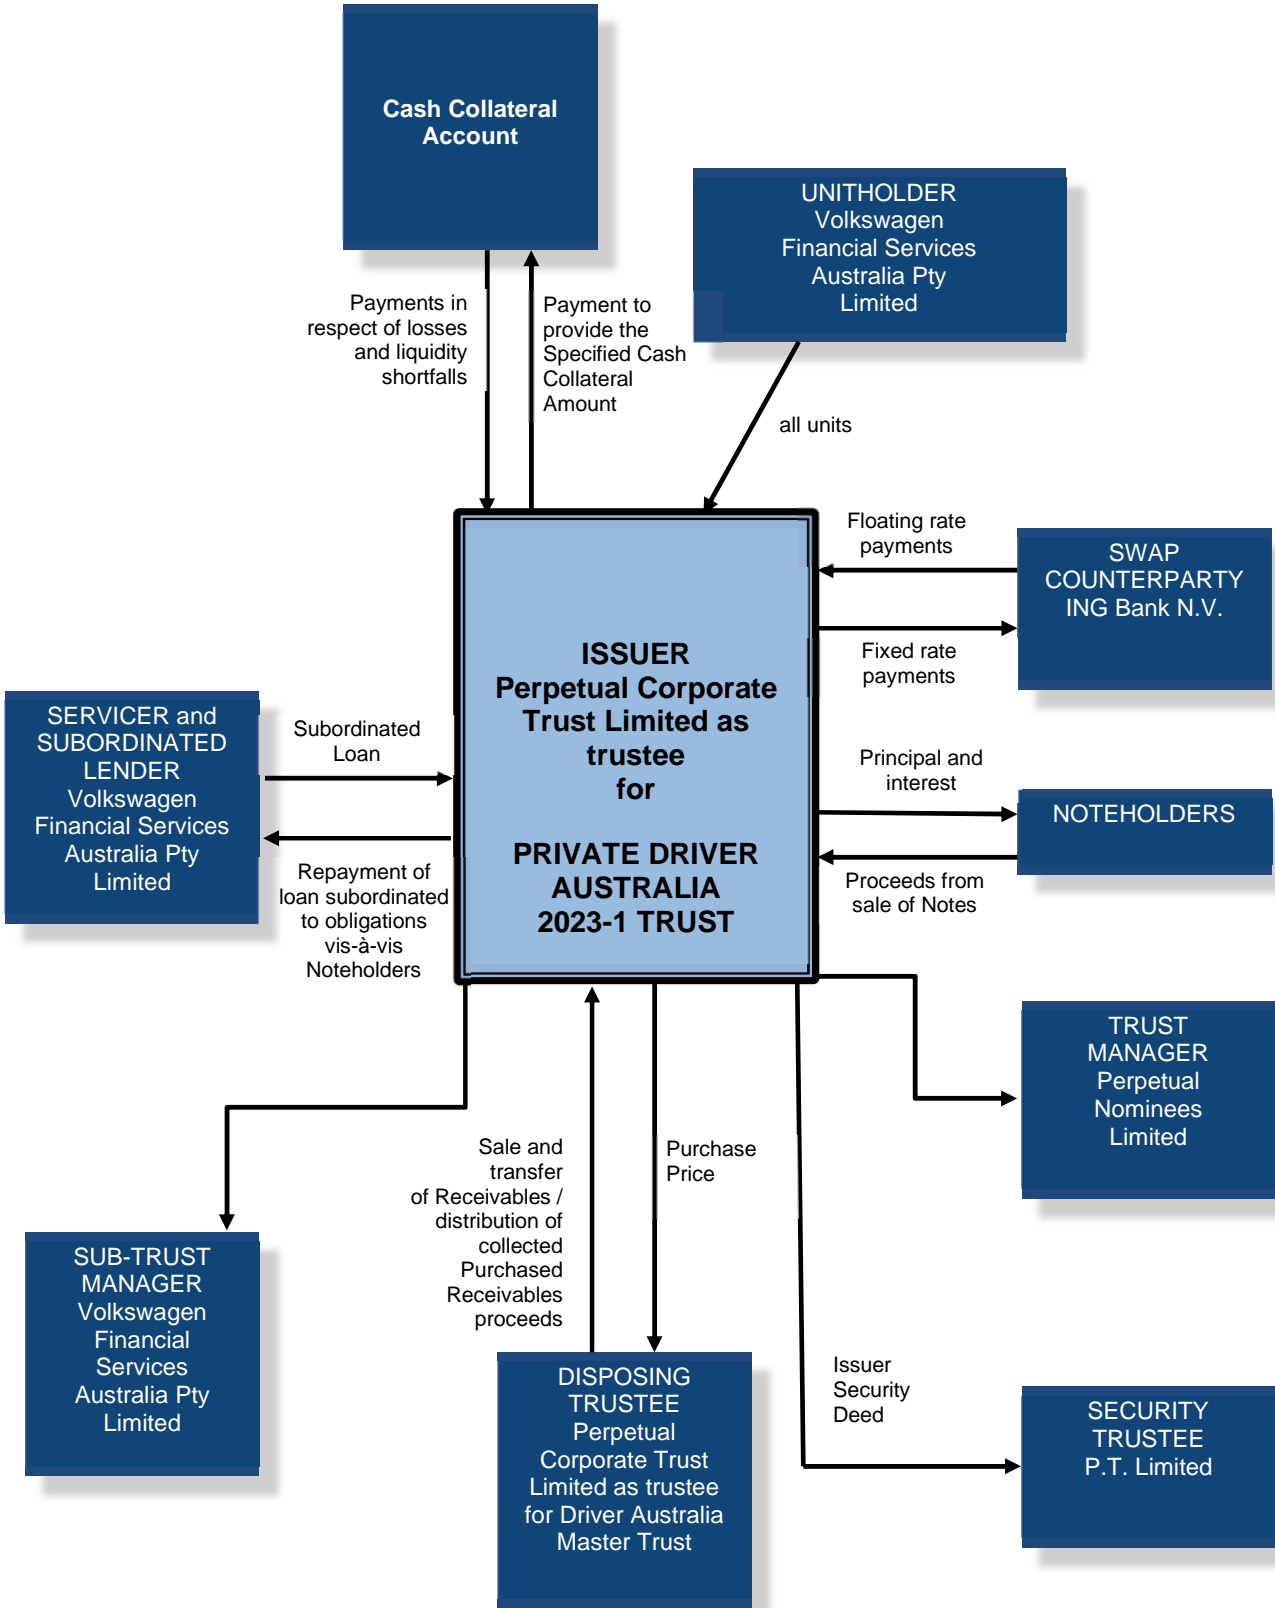 Cash Collateral
Account
UNITHOLDER
Volkswagen
Financial Services
Australia Pty
Limited
Payments in
respect of losses
and liquidity
shortfalls
Payment to
provide the
Specified Cash
Collateral
Amount
all units
Floating rate
payments
SWAP
COUNTERPARTY
ING Bank N.V.
Fixed rate
payments
ISSUER
Perpetual Corporate
Trust Limited as
trustee
for
PRIVATE DRIVER
AUSTRALIA
2023-1 TRUST
SERVICER and
SUBORDINATED
LENDER
Volkswagen
Financial Services
Australia Pty
Limited
Subordinated
Loan
Repayment of
loan subordinated
to obligations
vis-à-vis
Noteholders
Principal and
interest
NOTEHOLDERS
Proceeds from
sale of Notes
TRUST
MANAGER
Perpetual
Nominees
Limited
Sale and
transfer
of Receivables /
distribution of
collected
Purchased
Receivables
proceeds
Purchase
Price
SUB-TRUST
MANAGER
Volkswagen
Financial
Services
Australia Pty
Limited
DISPOSING
TRUSTEE
Perpetual
Corporate Trust
Limited as trustee
for Driver Australia
Master Trust
Issuer
Security
Deed
SECURITY
TRUSTEE
P.T. Limited